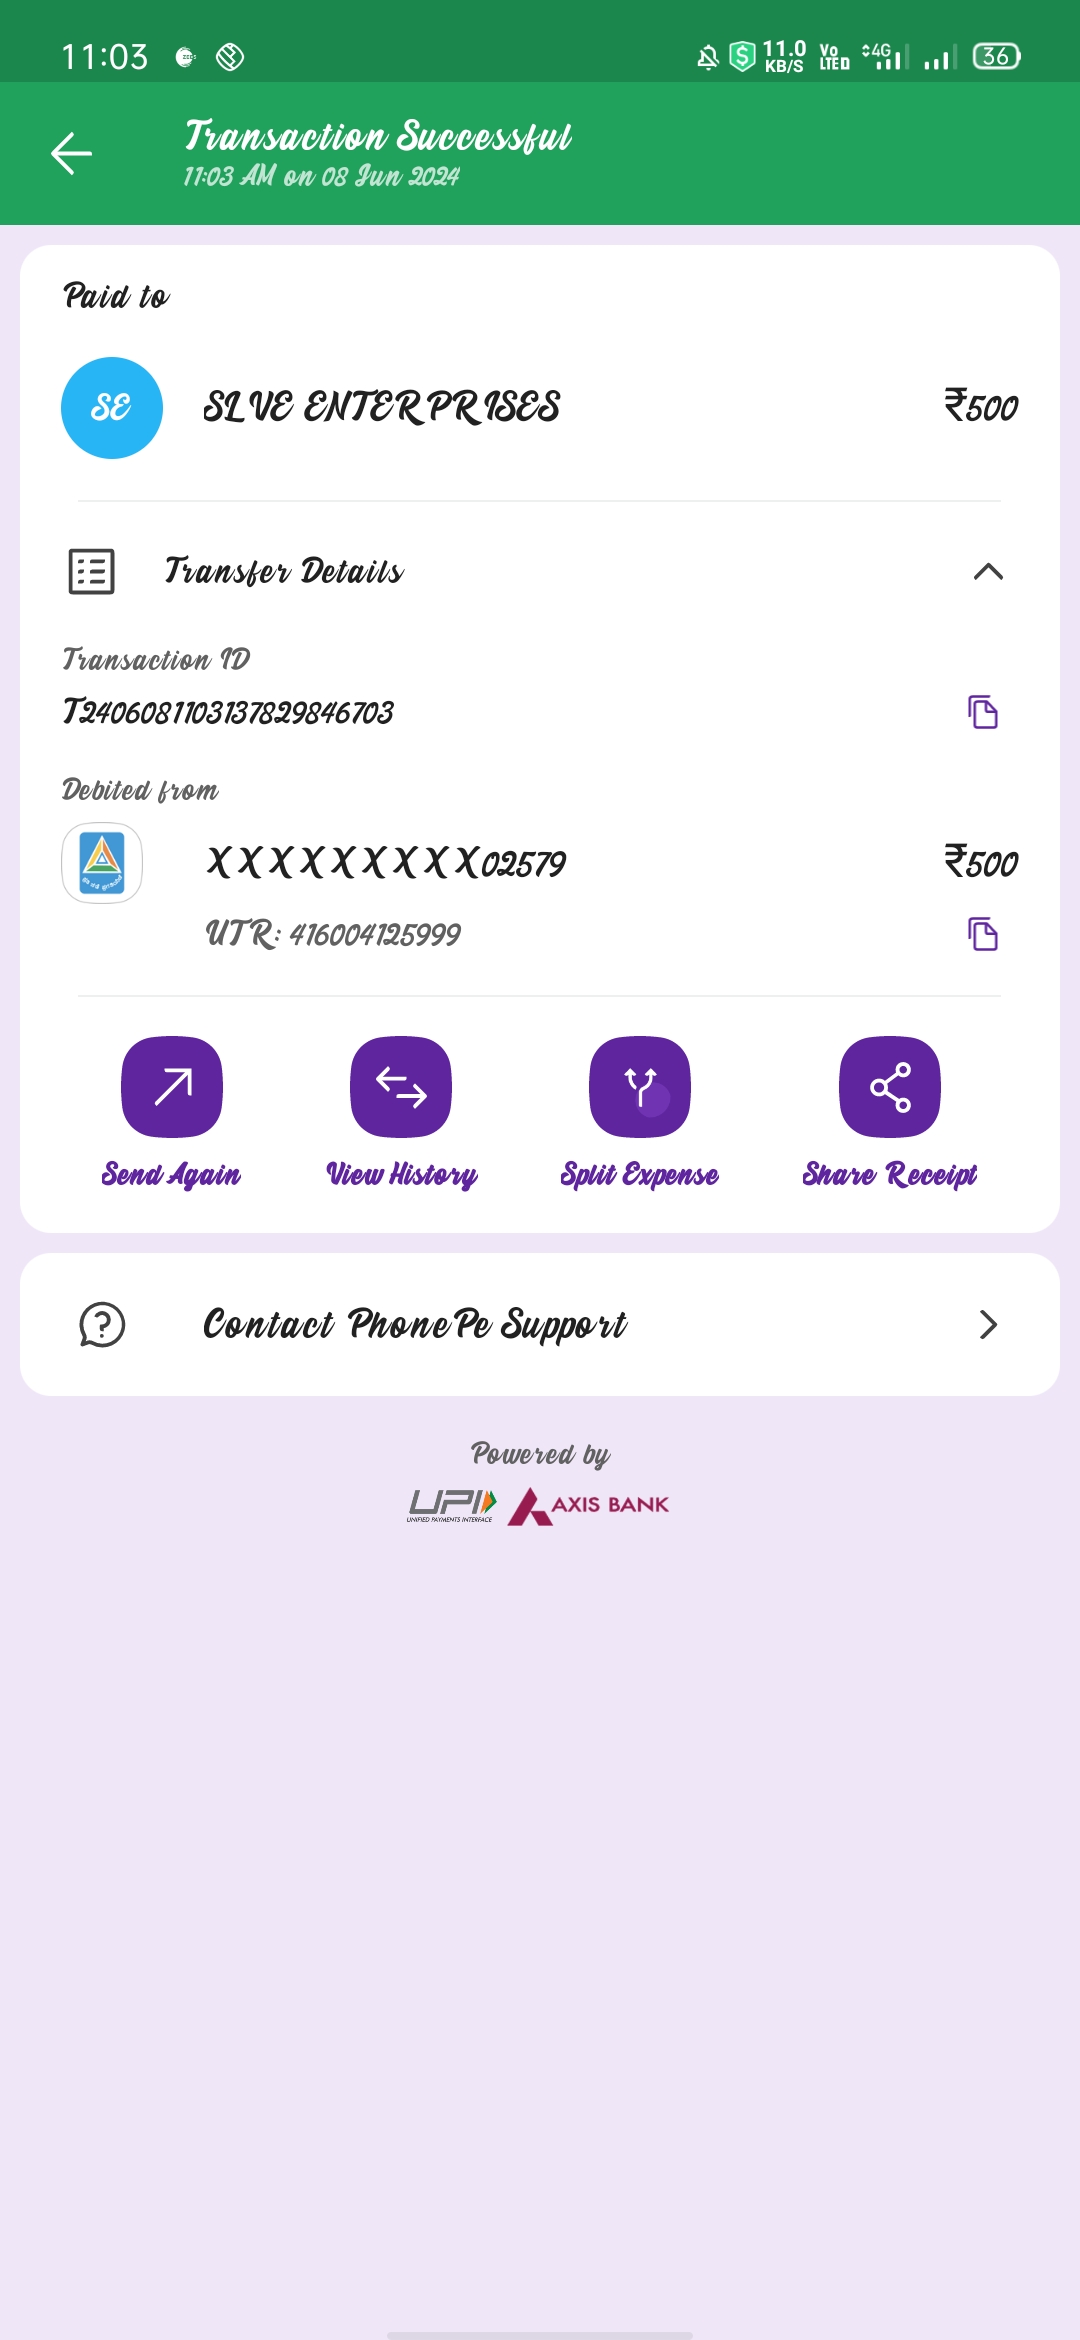 11:03
11.0 KB/S Vo LTE 4G 36
Transaction Successful
11:03 AM on 08 Jun 2024
Paid to
SE SLVE ENTERPRISES ₹500
Transfer Details
Transaction ID
T2406081103137829846703
Debited from
XXXXXXXXX02579 ₹500
UTR: 416004125999
Send Again View History Split Expense Share Receipt
Contact PhonePe Support
Powered by
UPI AXIS BANK
UNIFIED PAYMENTS INTERFACE